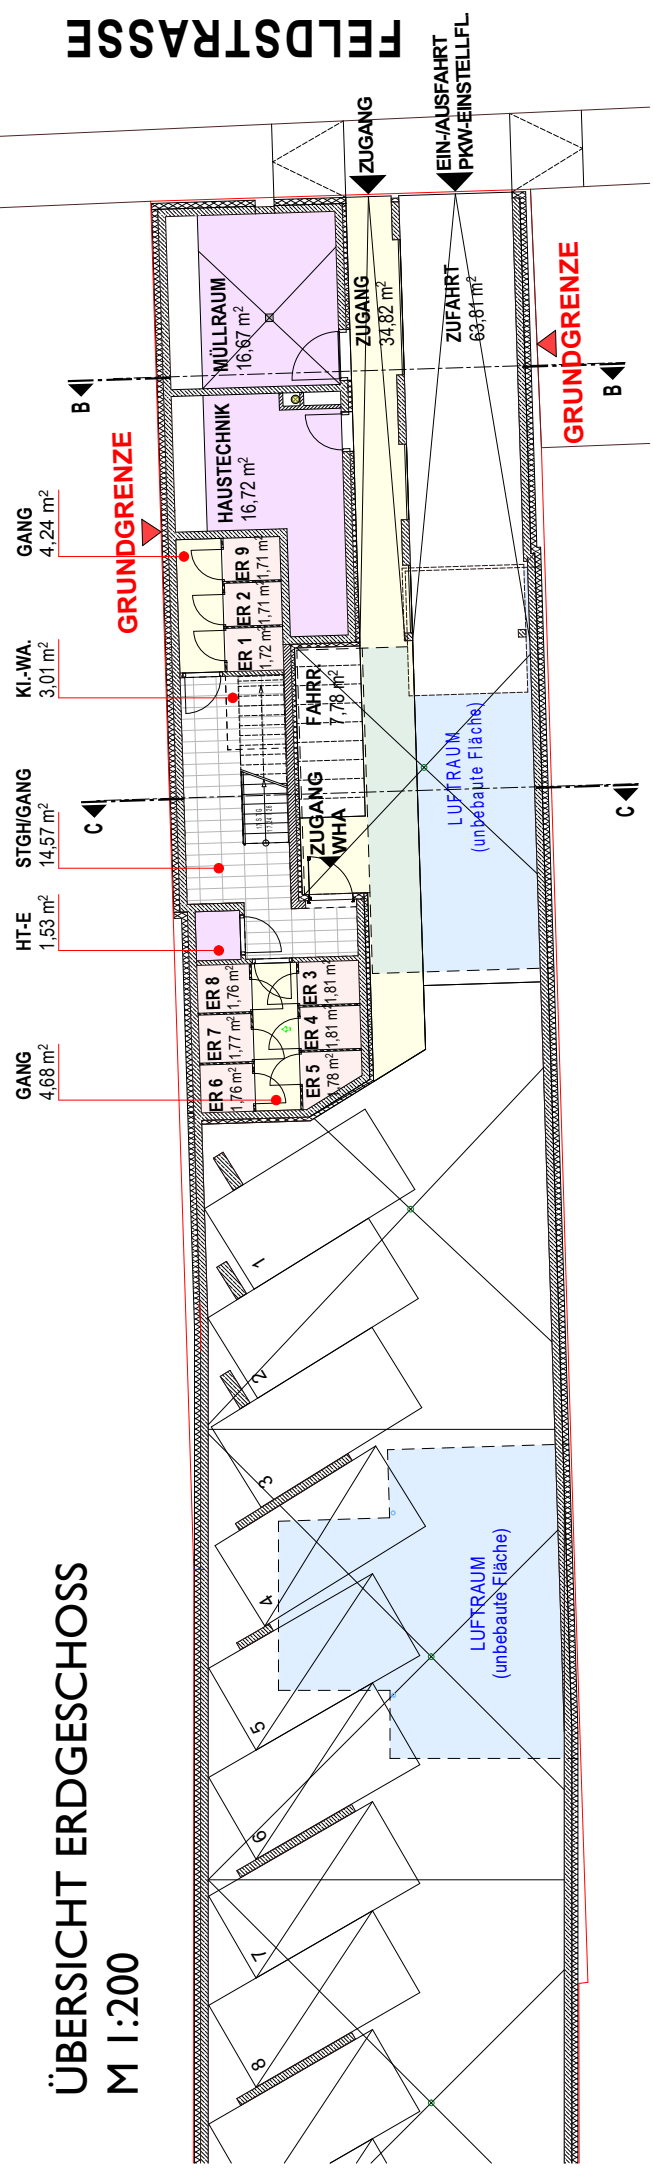 FELDSTRASSE
ZUGANG
EIN-/AUSFAHRT
PKW-EINSTELLFL.
MÜLLRAUM
16,67 m²
ZUGANG
34,82 m²
ZUFAHRT
63,81 m²
GRUNDGRENZE
B
B
HAUSTECHNIK
16,72 m²
GRUNDGRENZE
GANG
4,24 m²
ER 9
1,71 m²
ER 2
1,71 m²
ER 1
1,72 m²
KI.-WA.
3,01 m²
FAHRR.
7,78 m²
LUFTRAUM
(unbebaute Fläche)
C
C
ZUGANG
WHA
STGH/GANG
14,57 m²
HT-E
1,53 m²
ER 8
1,76 m²
ER 7
1,77 m²
ER 6
1,76 m²
ER 3
1,81 m²
ER 4
1,81 m²
ER 5
1,78 m²
GANG
4,68 m²
1
2
3
4
5
6
7
8
LUFTRAUM
(unbebaute Fläche)
ÜBERSICHT ERDGESCHOSS
M 1:200